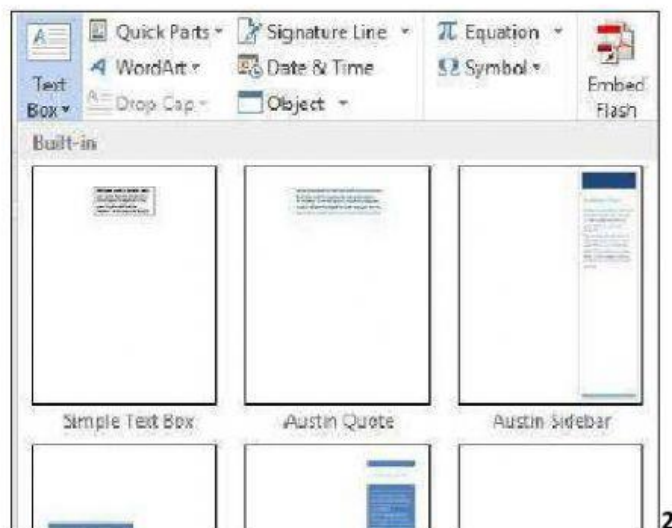 Quick Parts Signature Line π Equation
WordArt Date & Time Ω Symbol
Text Box Drop Cap Object Embed Flash
Built-in
Simple Text Box Austin Quote Austin Sidebar
2